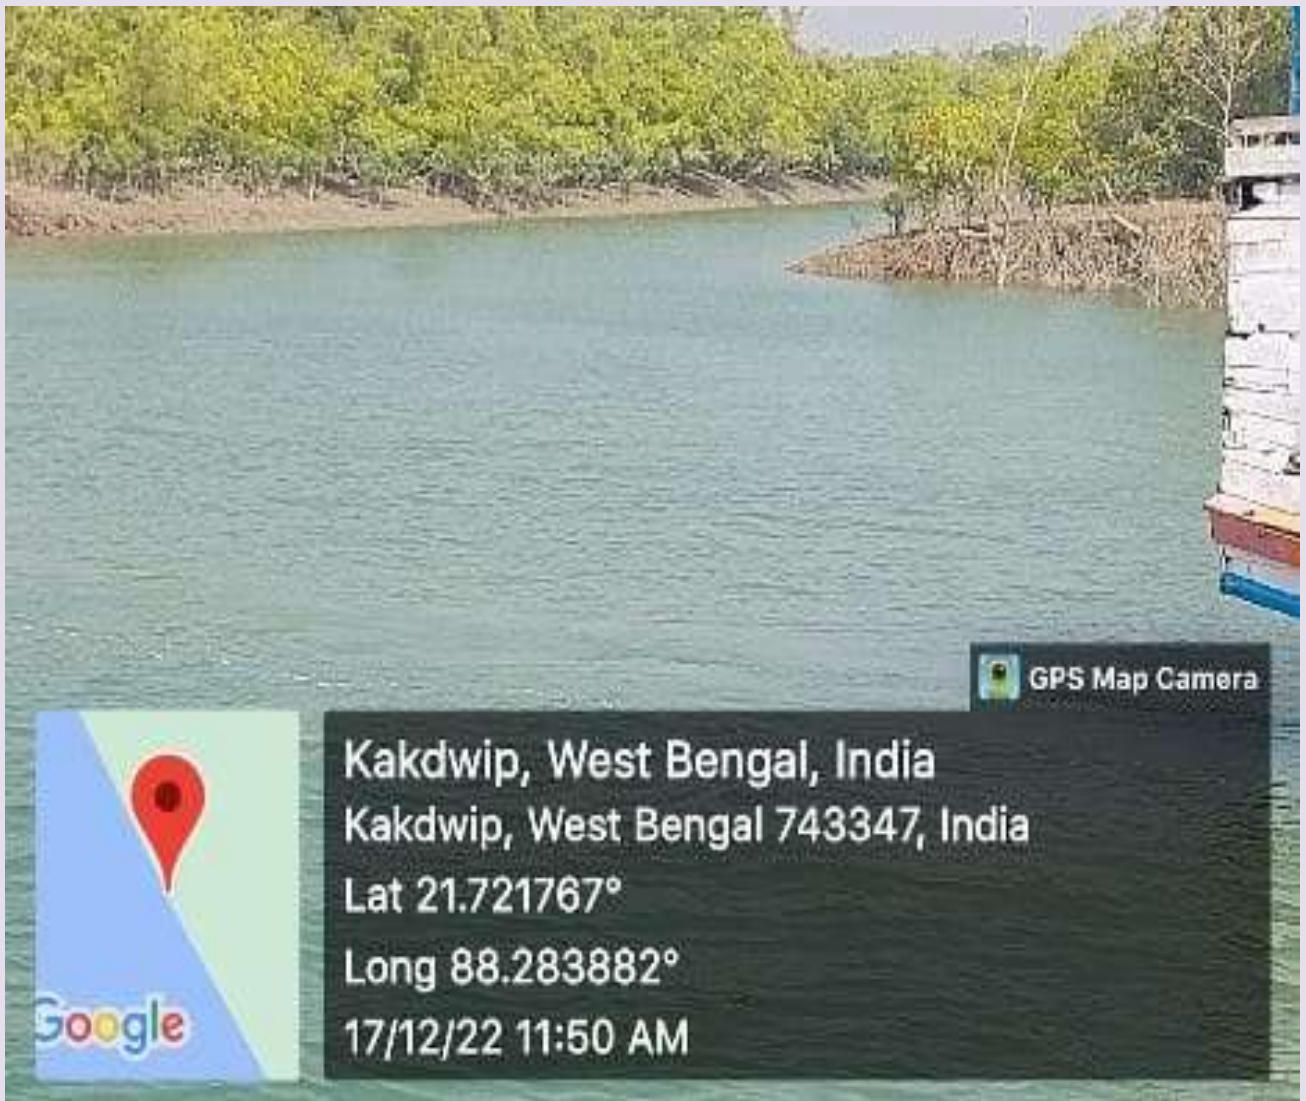 GPS Map Camera
Kakdwip, West Bengal, India
Kakdwip, West Bengal 743347, India
Lat 21.721767°
Long 88.283882°
17/12/22 11:50 AM
Google